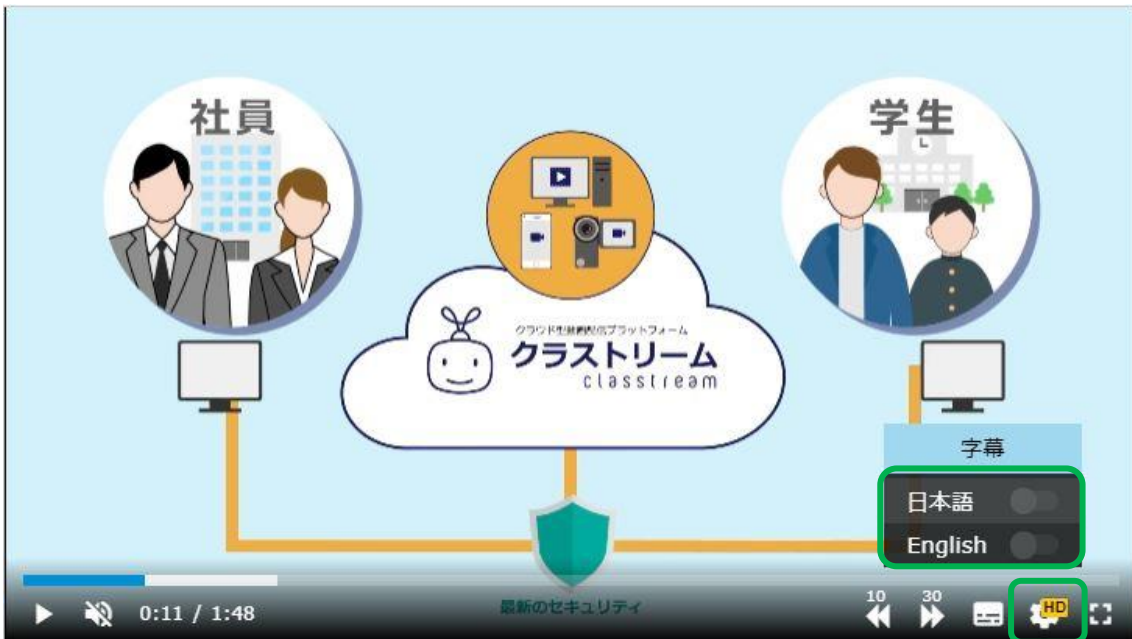 社員
学生
クラウド型動画配信プラットフォーム
クラストリーム
classtream
字幕
日本語
English
0:11 / 1:48
最新のセキュリティ
10
30
HD